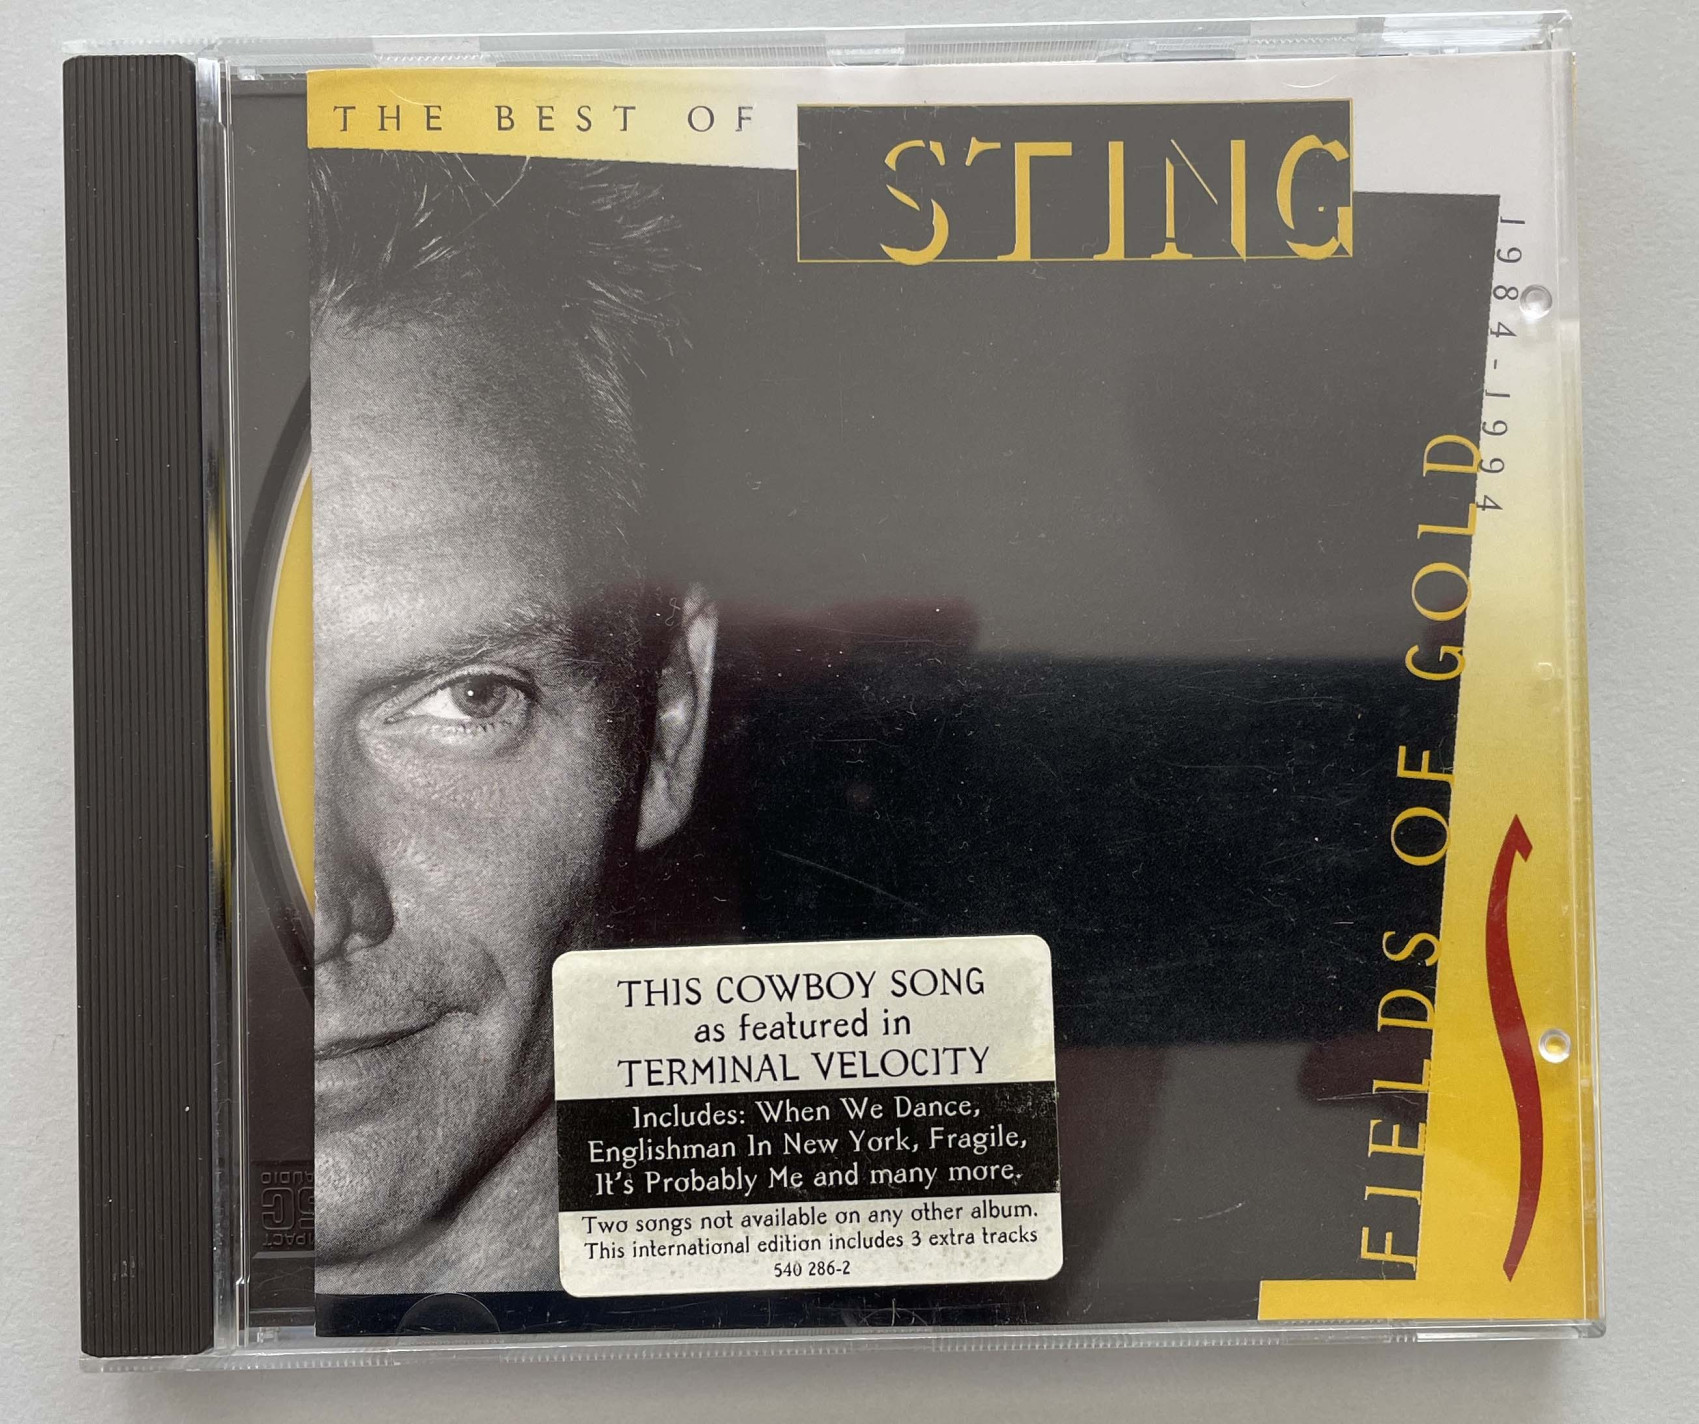 THE BEST OF STING
1984-1994
FIELDS OF GOLD
THIS COWBOY SONG
as featured in
TERMINAL VELOCITY
Includes: When We Dance,
Englishman In New York, Fragile,
It's Probably Me and many more.
Two songs not available on any other album.
This international edition includes 3 extra tracks
540 286-2